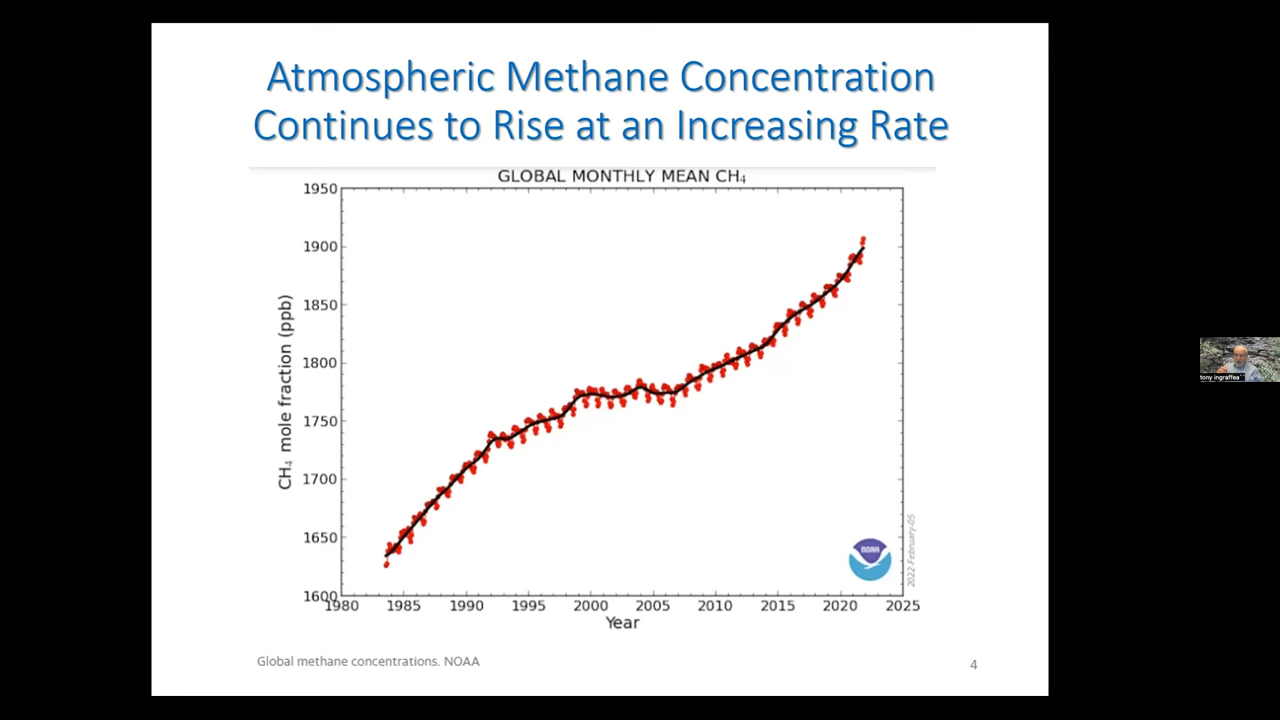 Atmospheric Methane Concentration
Continues to Rise at an Increasing Rate
GLOBAL MONTHLY MEAN CH₄
1950
1900
1850
1800
1750
1700
1650
1600
CH₄ mole fraction (ppb)
1980 1985 1990 1995 2000 2005 2010 2015 2020 2025
Year
NOAA
2022-February-05
tony ingraffea
Global methane concentrations. NOAA
4